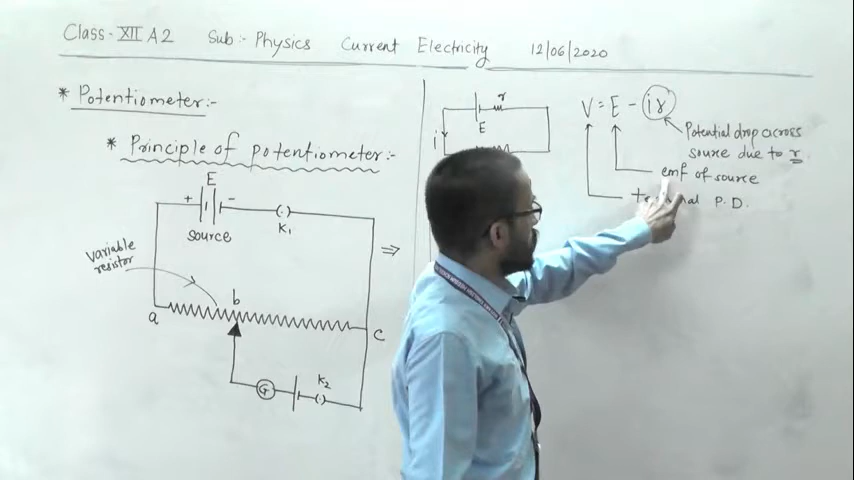 Class- XII A2 Sub:- Physics Current Electricity 12/06/2020
* Potentiometer:-
* Principle of potentiometer:-
E
+ -
source
K1
variable
resistor
a
b
c
G
K2
⇒
r
E
i
V = E - ir
Potential drop across
source due to r
emf of source
P.D.